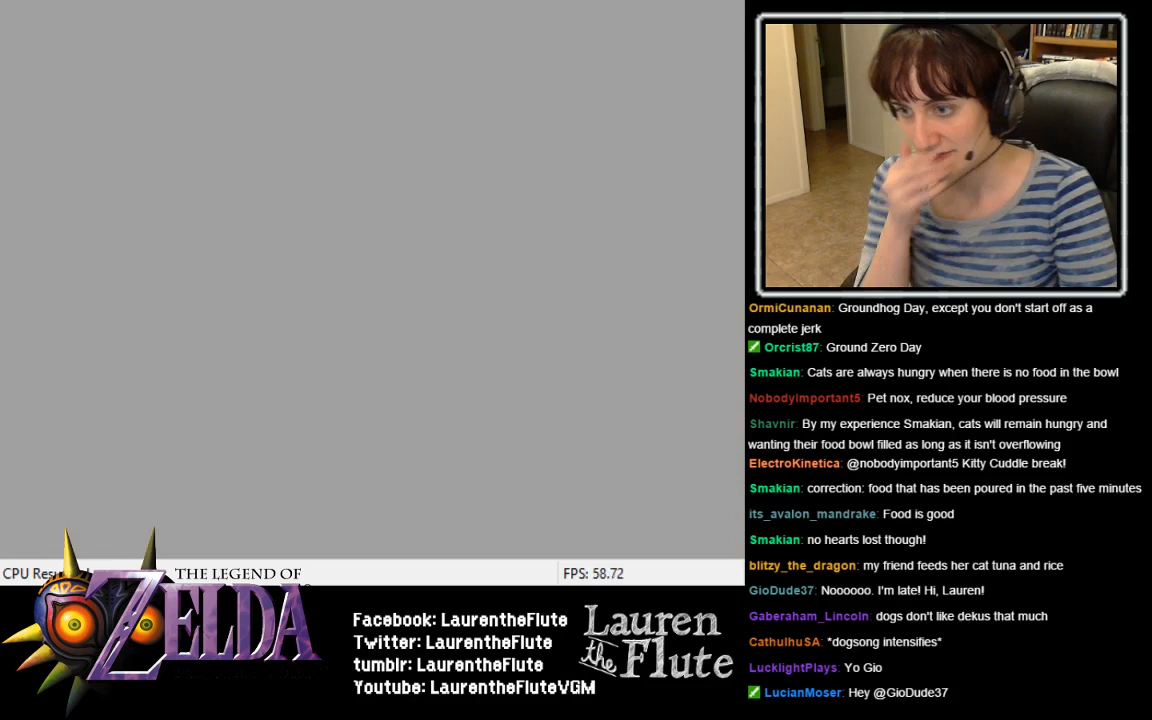 OrmiCunanan: Groundhog Day, except you don't start off as a
complete jerk
Orcrist87: Ground Zero Day
Smakian: Cats are always hungry when there is no food in the bowl
Nobodyimportant5: Pet nox, reduce your blood pressure
Shavnir: By my experience Smakian, cats will remain hungry and
wanting their food bowl filled as long as it isn't overflowing
ElectroKinetica: @nobodyimportant5 Kitty Cuddle break!
Smakian: correction: food that has been poured in the past five minutes
its_avalon_mandrake: Food is good
Smakian: no hearts lost though!
blitzy_the_dragon: my friend feeds her cat tuna and rice
GioDude37: Noooooo. I'm late! Hi, Lauren!
Gaberaham_Lincoln: dogs don't like dekus that much
CathulhuSA: *dogsong intensifies*
LucklightPlays: Yo Gio
LucianMoser: Hey @GioDude37
CPU
FPS: 58.72
THE LEGEND OF
ZELDA
Facebook: LaurentheFlute
Twitter: LaurentheFlute
tumblr: LaurentheFlute
Youtube: LaurentheFluteVGM
Lauren
the Flute